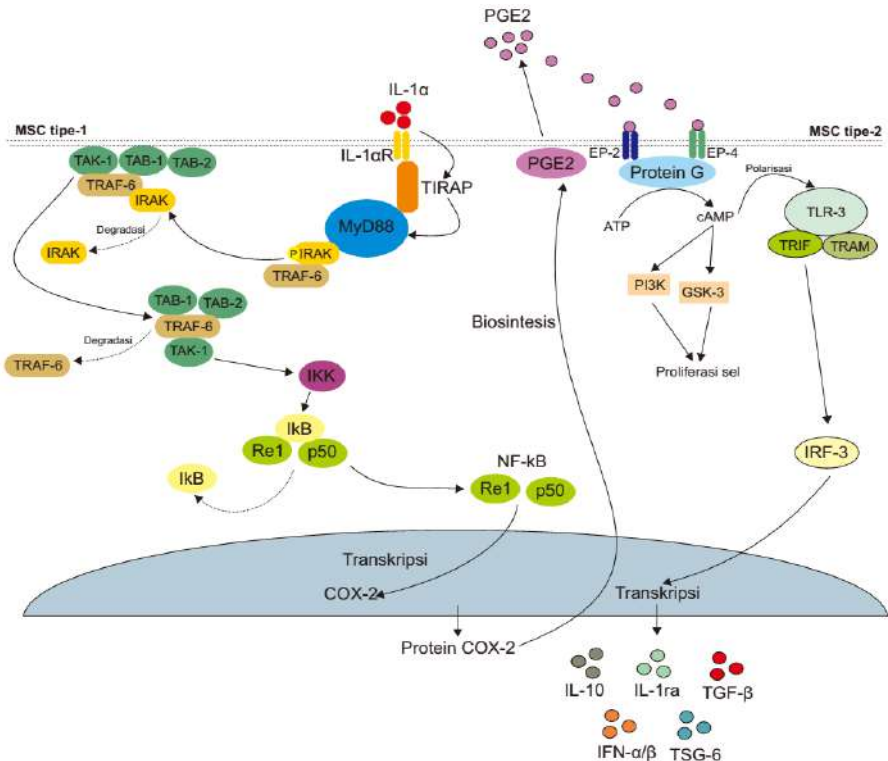 PGE2
IL-1α
MSC tipe-1
MSC tipe-2
TAK-1
TAB-1
TAB-2
TRAF-6
IRAK
IL-1αR
TIRAP
PGE2
EP-2
EP-4
Protein G
Polarisasi
ATP
cAMP
TLR-3
TRIF
TRAM
Degradasi
IRAK
MyD88
P IRAK
TRAF-6
PI3K
GSK-3
TAB-1
TAB-2
TRAF-6
TAK-1
Degradasi
TRAF-6
Biosintesis
Proliferasi sel
IKK
IkB
Re1
p50
IkB
NF-kB
Re1
p50
IRF-3
Transkripsi
COX-2
Transkripsi
Protein COX-2
IL-10
IL-1ra
TGF-β
IFN-α/β
TSG-6